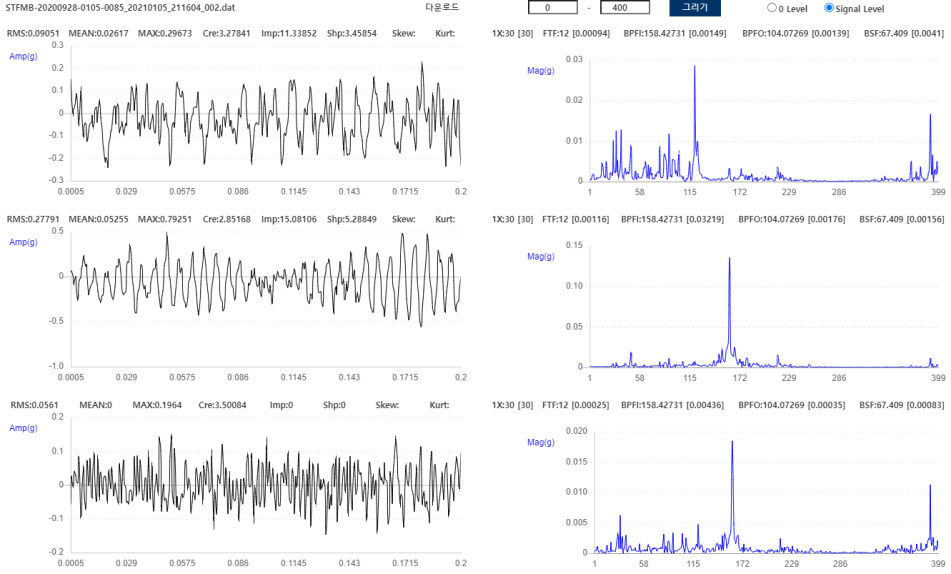 STFMB-20200928-0105-0085_20210105_211604_002.dat 다운로드 0 - 400 그리기 0 Level Signal Level
RMS:0.09051 MEAN:0.02617 MAX:0.29673 Cre:3.27841 Imp:11.33852 Shp:3.45854 Skew: Kurt:
1X:30 [30] FTF:12 [0.00094] BPFI:158.42731 [0.00149] BPFO:104.07269 [0.00139] BSF:67.409 [0.0041]
Amp(g)
0.3
0.2
0.1
0
-0.1
-0.2
-0.3
0.0005 0.029 0.0575 0.086 0.1145 0.143 0.1715 0.2
Mag(g)
0.03
0.02
0.01
0
1 58 115 172 229 286 399
RMS:0.27791 MEAN:0.05255 MAX:0.79251 Cre:2.85168 Imp:15.08106 Shp:5.28849 Skew: Kurt:
1X:30 [30] FTF:12 [0.00116] BPFI:158.42731 [0.03219] BPFO:104.07269 [0.00176] BSF:67.409 [0.00156]
Amp(g)
0.5
0
-0.5
-1.0
0.0005 0.029 0.0575 0.086 0.1145 0.143 0.1715 0.2
Mag(g)
0.15
0.10
0.05
0
1 58 115 172 229 286 399
RMS:0.0561 MEAN:0 MAX:0.1964 Cre:3.50084 Imp:0 Shp:0 Skew: Kurt:
1X:30 [30] FTF:12 [0.00025] BPFI:158.42731 [0.00436] BPFO:104.07269 [0.00035] BSF:67.409 [0.00083]
Amp(g)
0.2
0.1
0
-0.1
-0.2
0.0005 0.029 0.0575 0.086 0.1145 0.143 0.1715 0.2
Mag(g)
0.020
0.015
0.010
0.005
0
1 58 115 172 229 286 399